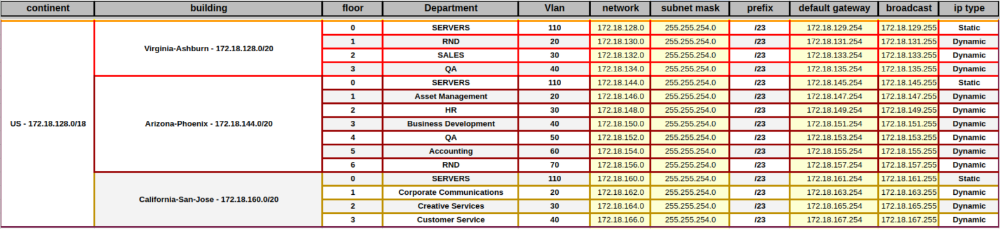 continent building floor Department Vlan network subnet mask prefix default gateway broadcast ip type
US - 172.18.128.0/18
Virginia-Ashburn - 172.18.128.0/20
0 SERVERS 110 172.18.128.0 255.255.254.0 /23 172.18.129.254 172.18.129.255 Static
1 RND 20 172.18.130.0 255.255.254.0 /23 172.18.131.254 172.18.131.255 Dynamic
2 SALES 30 172.18.132.0 255.255.254.0 /23 172.18.133.254 172.18.133.255 Dynamic
3 QA 40 172.18.134.0 255.255.254.0 /23 172.18.135.254 172.18.135.255 Dynamic
Arizona-Phoenix - 172.18.144.0/20
0 SERVERS 110 172.18.144.0 255.255.254.0 /23 172.18.145.254 172.18.145.255 Static
1 Asset Management 20 172.18.146.0 255.255.254.0 /23 172.18.147.254 172.18.147.255 Dynamic
2 HR 30 172.18.148.0 255.255.254.0 /23 172.18.149.254 172.18.149.255 Dynamic
3 Business Development 40 172.18.150.0 255.255.254.0 /23 172.18.151.254 172.18.151.255 Dynamic
4 QA 50 172.18.152.0 255.255.254.0 /23 172.18.153.254 172.18.153.255 Dynamic
5 Accounting 60 172.18.154.0 255.255.254.0 /23 172.18.155.254 172.18.155.255 Dynamic
6 RND 70 172.18.156.0 255.255.254.0 /23 172.18.157.254 172.18.157.255 Dynamic
California-San-Jose - 172.18.160.0/20
0 SERVERS 110 172.18.160.0 255.255.254.0 /23 172.18.161.254 172.18.161.255 Static
1 Corporate Communications 20 172.18.162.0 255.255.254.0 /23 172.18.163.254 172.18.163.255 Dynamic
2 Creative Services 30 172.18.164.0 255.255.254.0 /23 172.18.165.254 172.18.165.255 Dynamic
3 Customer Service 40 172.18.166.0 255.255.254.0 /23 172.18.167.254 172.18.167.255 Dynamic